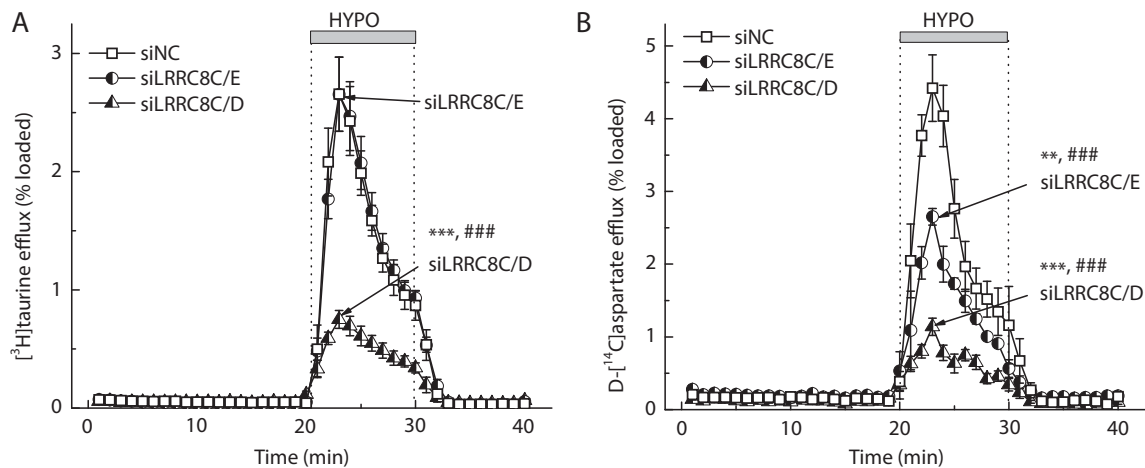 A
HYPO
siNC
siLRRC8C/E
siLRRC8C/D
siLRRC8C/E
***, ###
siLRRC8C/D
[³H]taurine efflux (% loaded)
3
2
1
0
0
10
20
30
40
Time (min)
B
HYPO
siNC
siLRRC8C/E
siLRRC8C/D
**, ###
siLRRC8C/E
***, ###
siLRRC8C/D
D-[¹⁴C]aspartate efflux (% loaded)
5
4
3
2
1
0
0
10
20
30
40
Time (min)